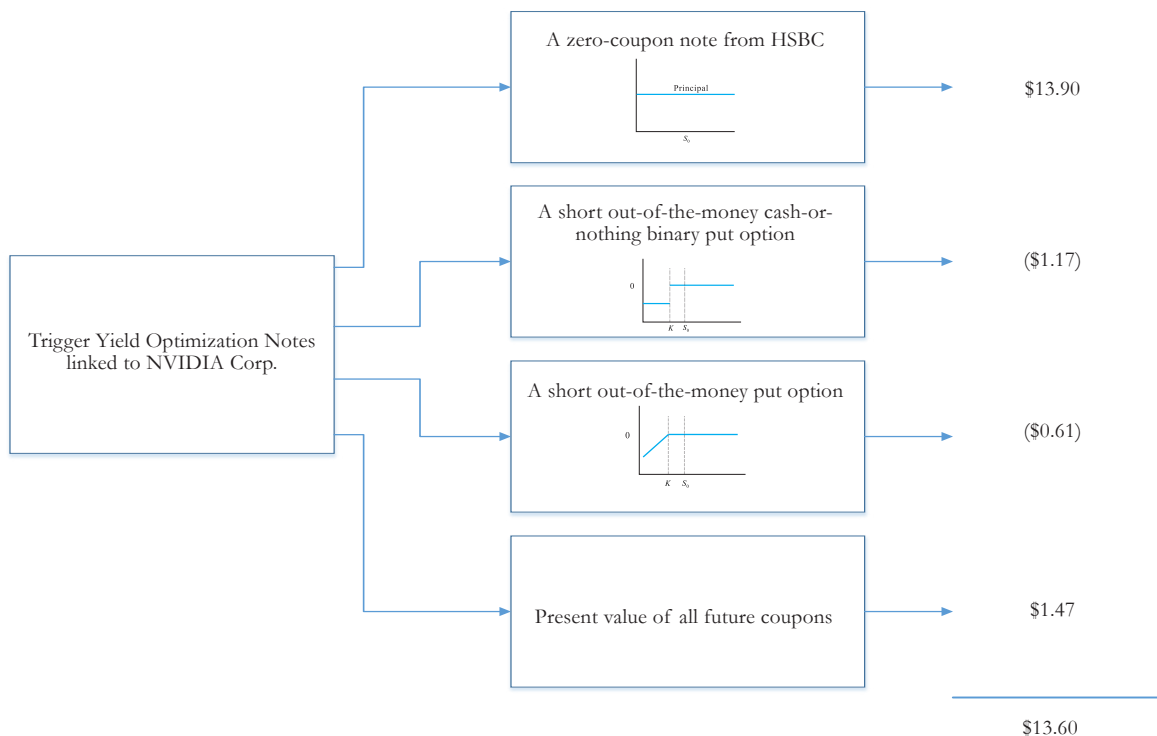 A zero-coupon note from HSBC
Principal
S0
$13.90
A short out-of-the-money cash-or-
nothing binary put option
0
K S0
($1.17)
Trigger Yield Optimization Notes
linked to NVIDIA Corp.
A short out-of-the-money put option
0
K S0
($0.61)
Present value of all future coupons
$1.47
$13.60